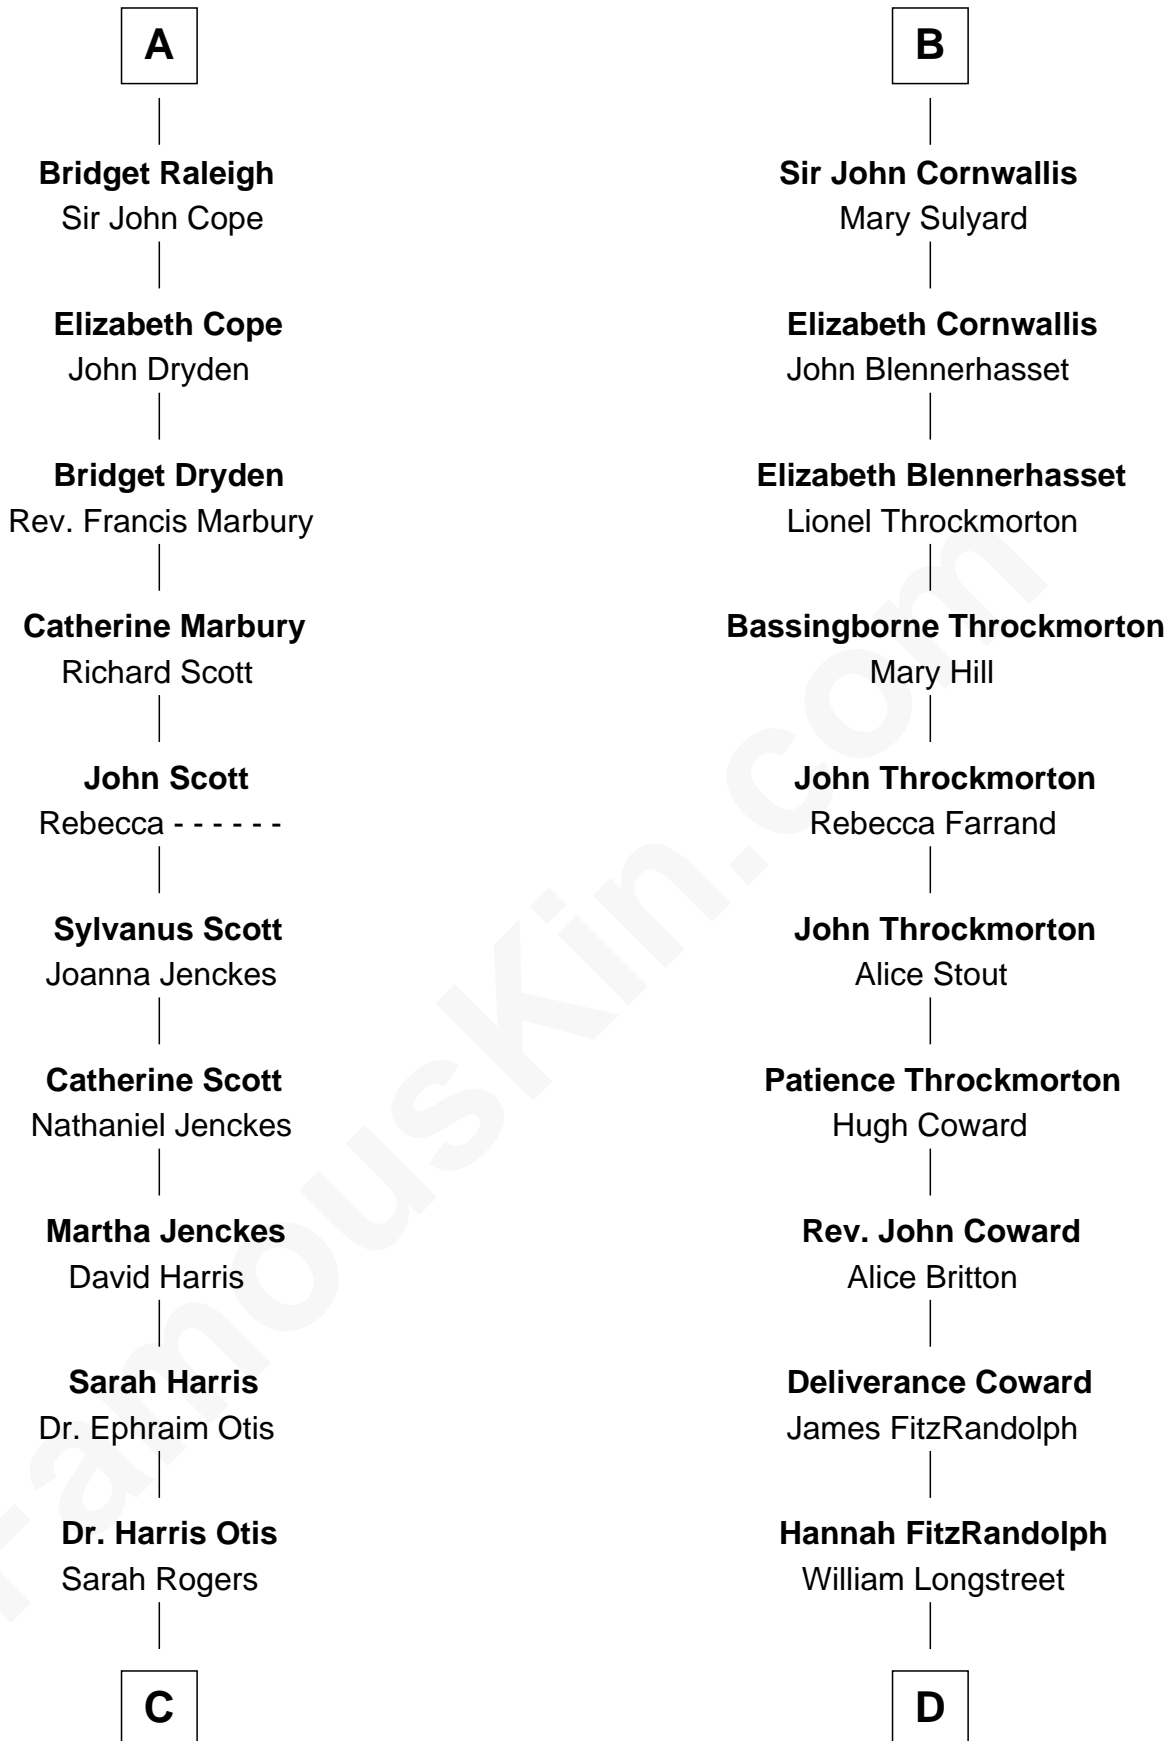 A
Bridget Raleigh
Sir John Cope
Elizabeth Cope
John Dryden
Bridget Dryden
Rev. Francis Marbury
Catherine Marbury
Richard Scott
John Scott
Rebecca - - - - - -
Sylvanus Scott
Joanna Jenckes
Catherine Scott
Nathaniel Jenckes
Martha Jenckes
David Harris
Sarah Harris
Dr. Ephraim Otis
Dr. Harris Otis
Sarah Rogers
C
B
Sir John Cornwallis
Mary Sulyard
Elizabeth Cornwallis
John Blennerhasset
Elizabeth Blennerhasset
Lionel Throckmorton
Bassingborne Throckmorton
Mary Hill
John Throckmorton
Rebecca Farrand
John Throckmorton
Alice Stout
Patience Throckmorton
Hugh Coward
Rev. John Coward
Alice Britton
Deliverance Coward
James FitzRandolph
Hannah FitzRandolph
William Longstreet
D
FamousKin.com